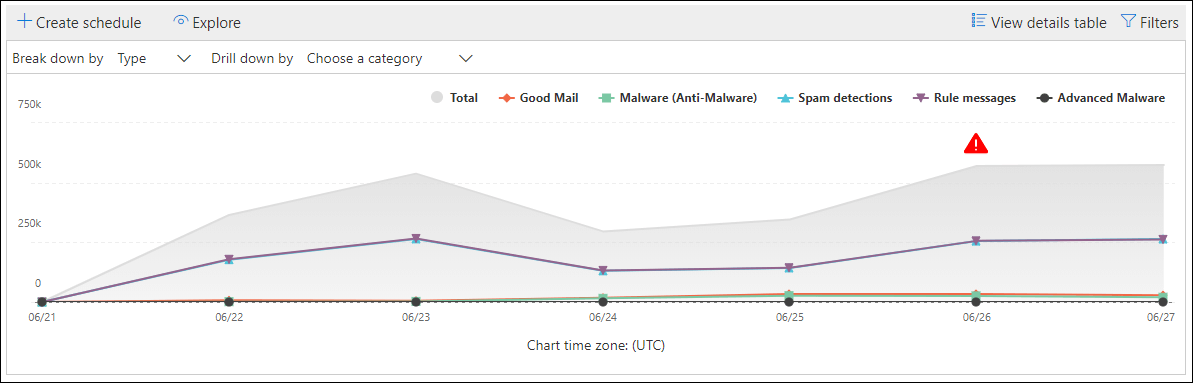 Create schedule Explore View details table Filters
Break down by Type Drill down by Choose a category
Total Good Mail Malware (Anti-Malware) Spam detections Rule messages Advanced Malware
750k
500k
250k
0
06/21 06/22 06/23 06/24 06/25 06/26 06/27
Chart time zone: (UTC)